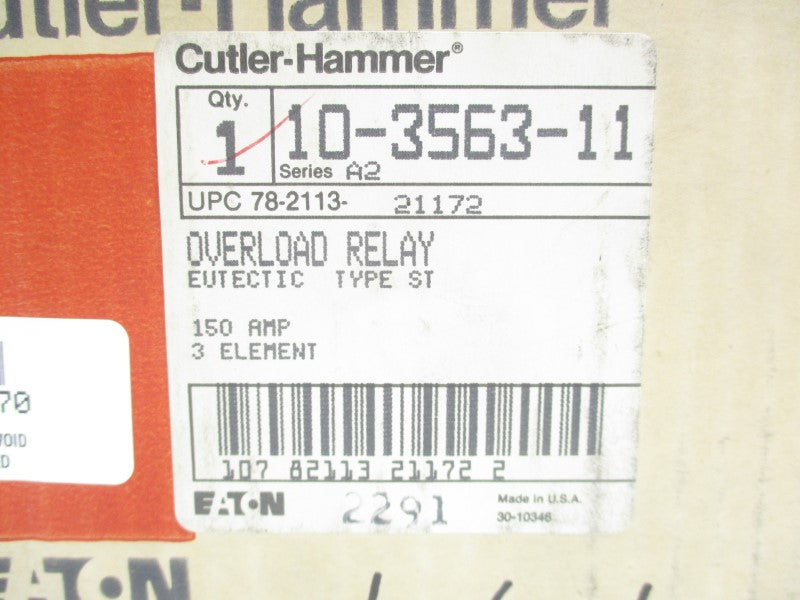 Cutler-Hammer
Cutler-Hammer®
Qty.
1
10-3563-11
Series A2
UPC 78-2113- 21172
OVERLOAD RELAY
EUTECTIC TYPE ST
150 AMP
3 ELEMENT
70
VOID
D
107 82113 21172 2
EATON
2291
Made in U.S.A.
30-10346
EATON